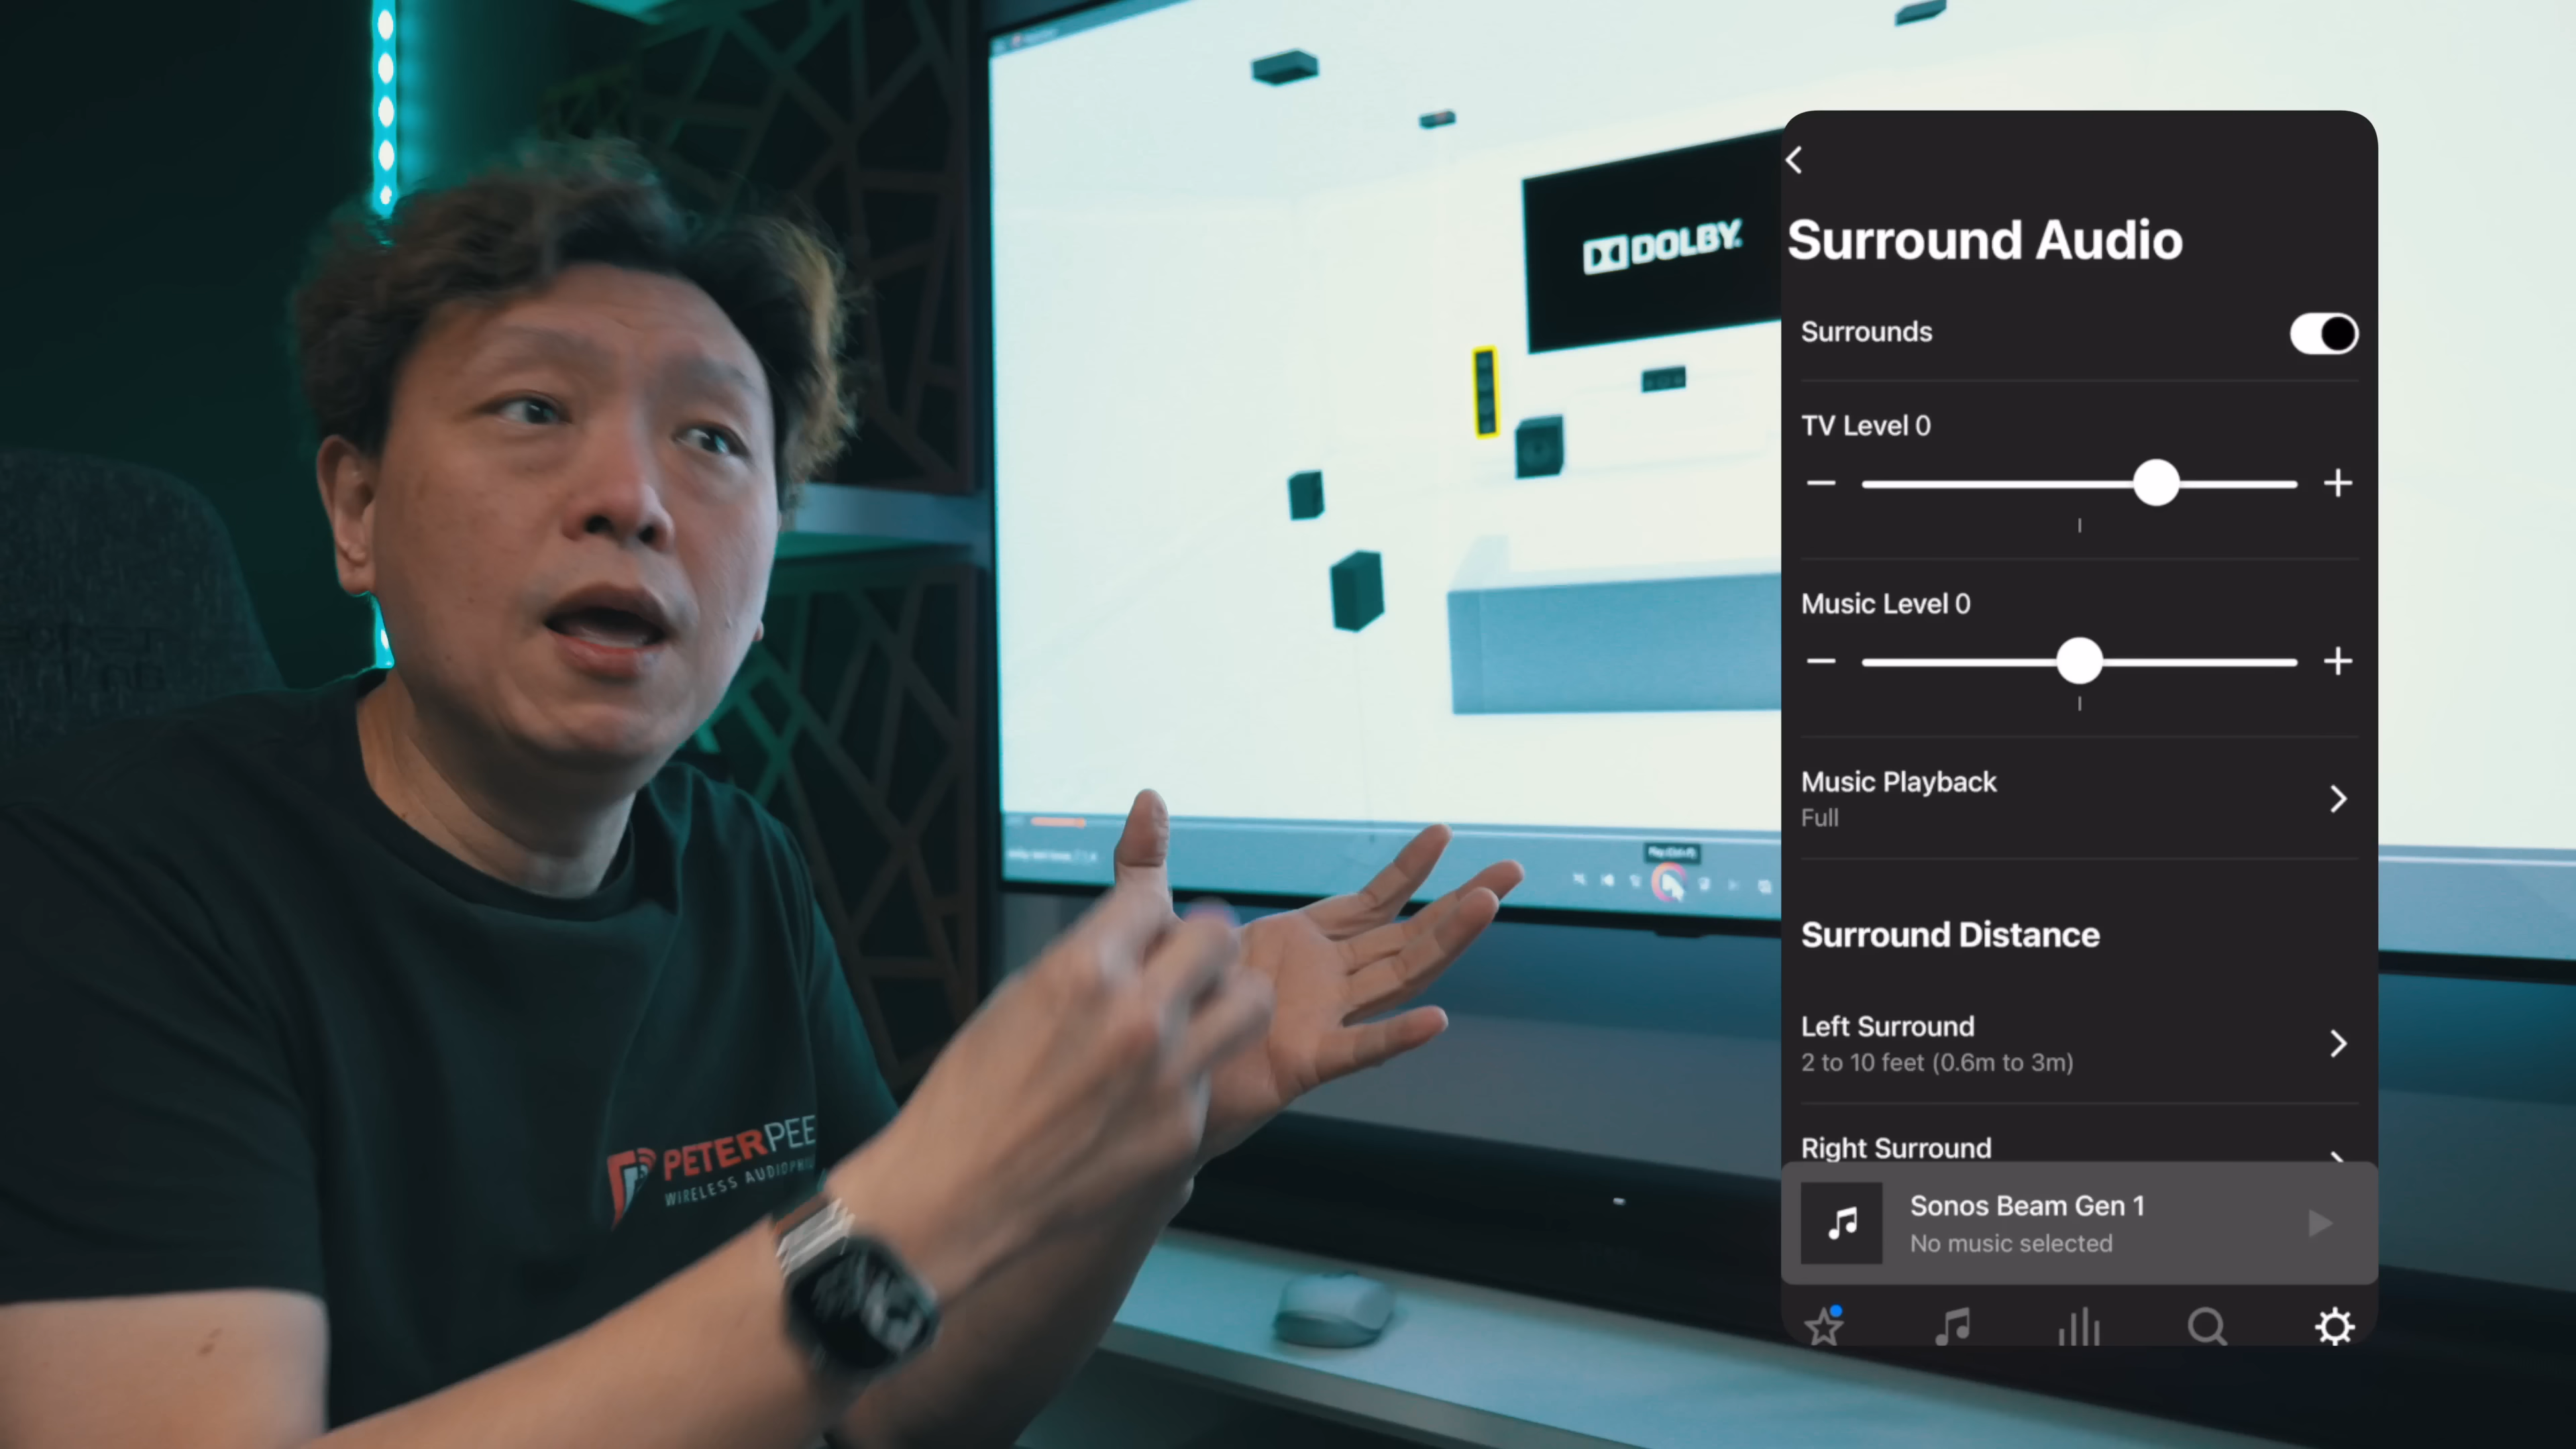 DOLBY
PETERPEE
WIRELESS AUDIOPHI
Surround Audio
Surrounds
TV Level 0
Music Level 0
Music Playback
Full
Surround Distance
Left Surround
2 to 10 feet (0.6m to 3m)
Right Surround
Sonos Beam Gen 1
No music selected